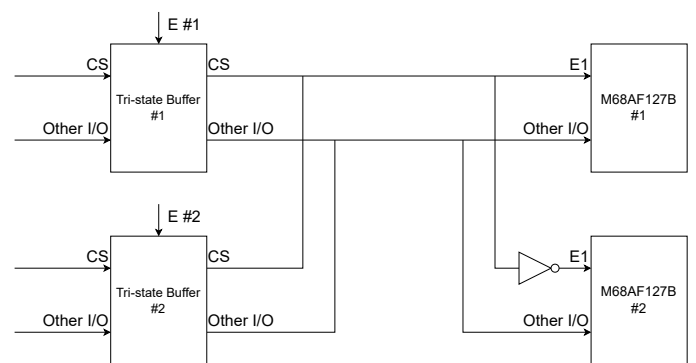 E #1
CS
CS
E1
Tri-state Buffer
#1
M68AF127B
#1
Other I/O
Other I/O
Other I/O
E #2
CS
CS
E1
Tri-state Buffer
#2
M68AF127B
#2
Other I/O
Other I/O
Other I/O